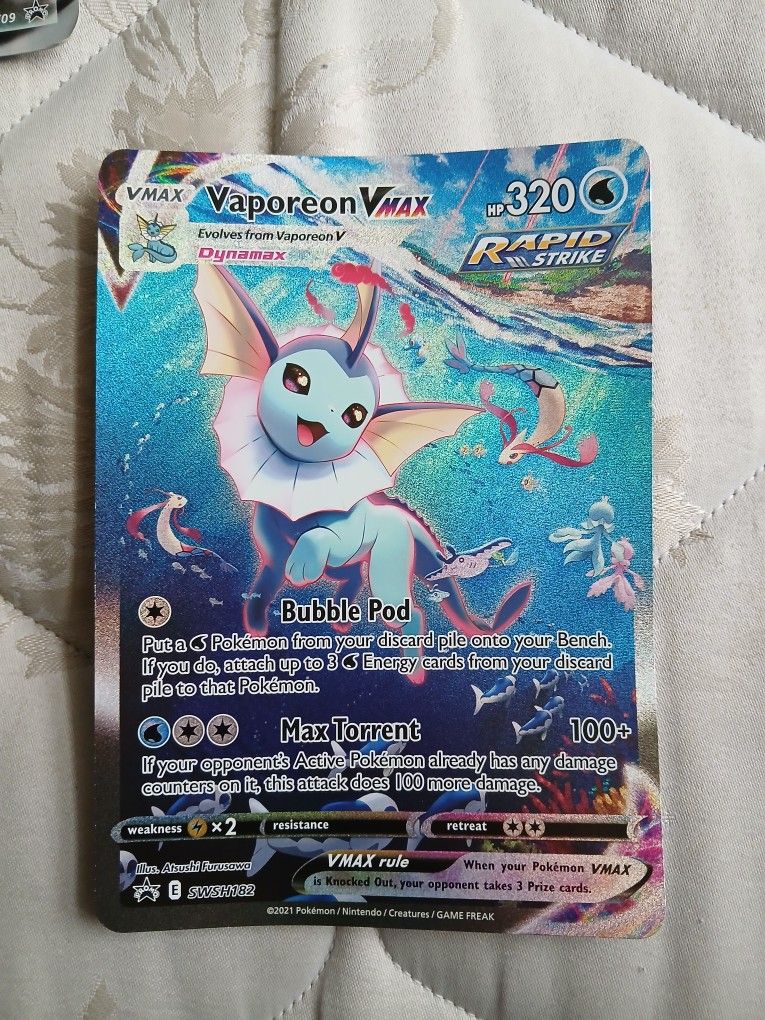 709
VMAX Vaporeon VMAX HP 320
Evolves from Vaporeon V
Dynamax
RAPID STRIKE
Bubble Pod
Put a Pokémon from your discard pile onto your Bench.
If you do, attach up to 3 Energy cards from your discard
pile to that Pokémon.
Max Torrent 100+
If your opponent's Active Pokémon already has any damage
counters on it, this attack does 100 more damage.
weakness ×2 resistance retreat
Illus. Atsushi Furusawa
VMAX rule When your Pokémon VMAX
is Knocked Out, your opponent takes 3 Prize cards.
E SWSH182
©2021 Pokémon / Nintendo / Creatures / GAME FREAK